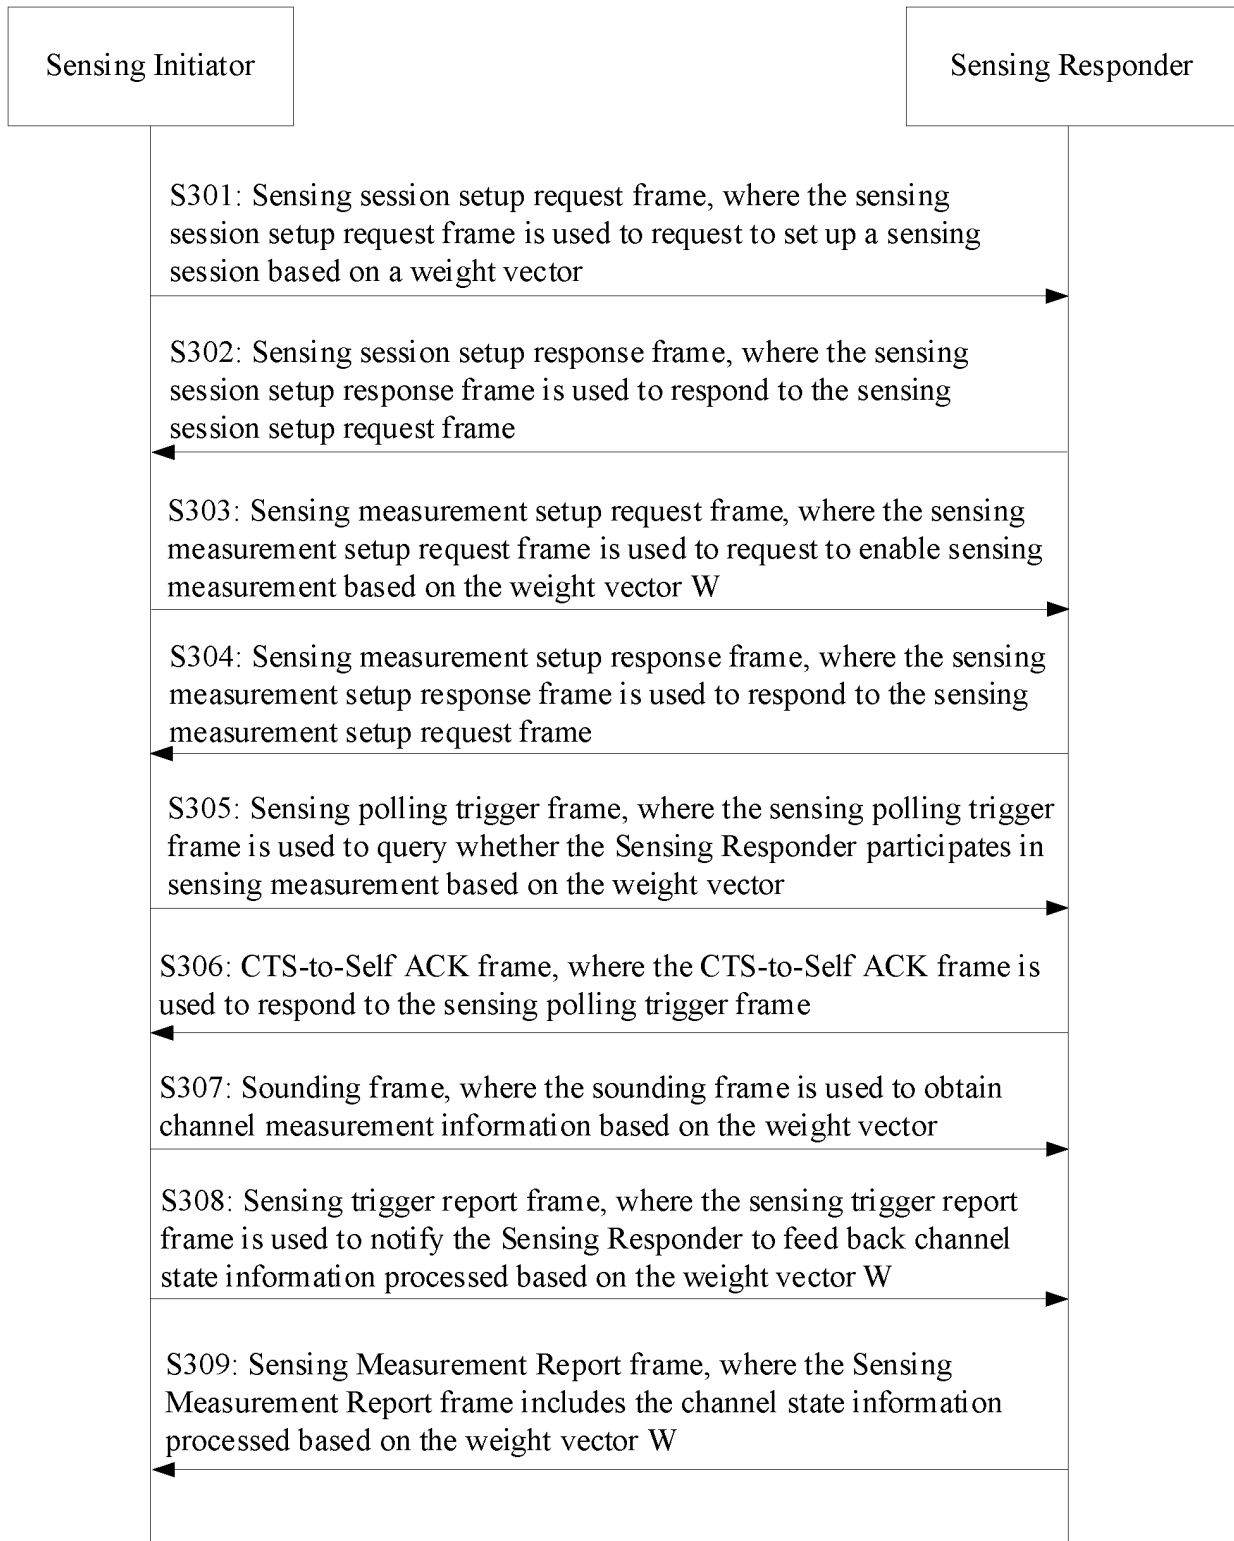 Sensing Initiator
Sensing Responder
S301: Sensing session setup request frame, where the sensing
session setup request frame is used to request to set up a sensing
session based on a weight vector
S302: Sensing session setup response frame, where the sensing
session setup response frame is used to respond to the sensing
session setup request frame
S303: Sensing measurement setup request frame, where the sensing
measurement setup request frame is used to request to enable sensing
measurement based on the weight vector W
S304: Sensing measurement setup response frame, where the sensing
measurement setup response frame is used to respond to the sensing
measurement setup request frame
S305: Sensing polling trigger frame, where the sensing polling trigger
frame is used to query whether the Sensing Responder participates in
sensing measurement based on the weight vector
S306: CTS-to-Self ACK frame, where the CTS-to-Self ACK frame is
used to respond to the sensing polling trigger frame
S307: Sounding frame, where the sounding frame is used to obtain
channel measurement information based on the weight vector
S308: Sensing trigger report frame, where the sensing trigger report
frame is used to notify the Sensing Responder to feed back channel
state information processed based on the weight vector W
S309: Sensing Measurement Report frame, where the Sensing
Measurement Report frame includes the channel state information
processed based on the weight vector W